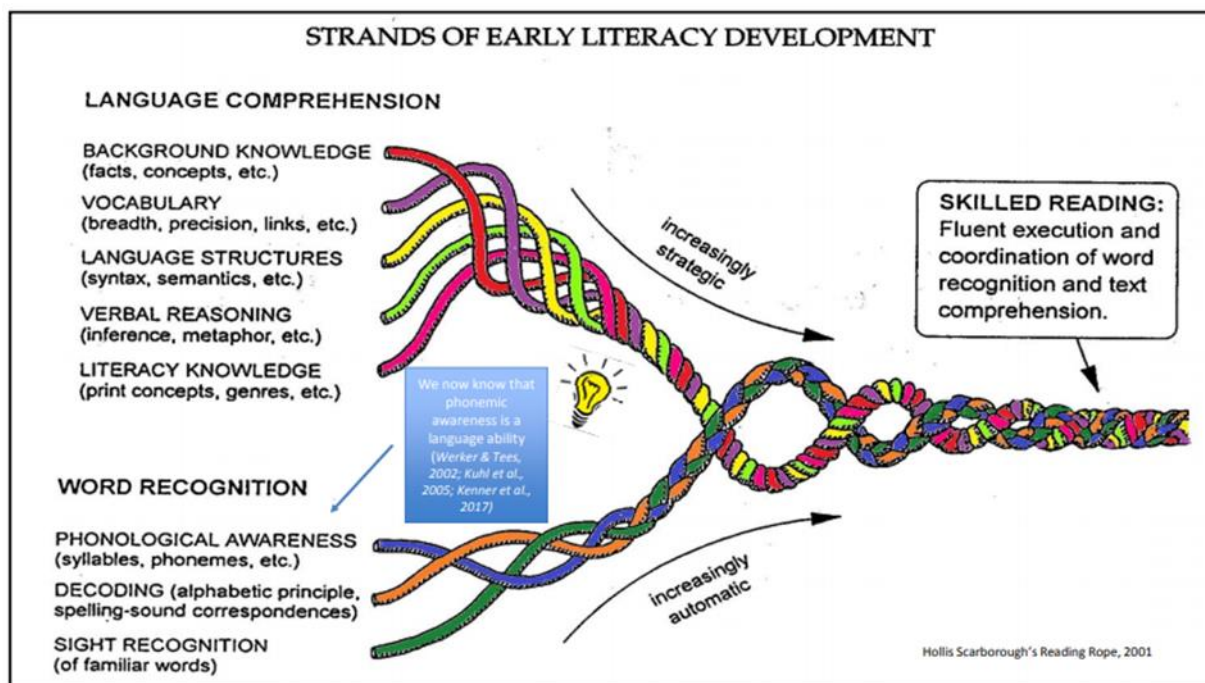 STRANDS OF EARLY LITERACY DEVELOPMENT
LANGUAGE COMPREHENSION
BACKGROUND KNOWLEDGE
(facts, concepts, etc.)
VOCABULARY
(breadth, precision, links, etc.)
LANGUAGE STRUCTURES
(syntax, semantics, etc.)
VERBAL REASONING
(inference, metaphor, etc.)
LITERACY KNOWLEDGE
(print concepts, genres, etc.)
We now know that
phonemic
awareness is a
language ability
(Werker & Tees,
2002; Kuhl et al.,
2005; Kenner et al.,
2017)
WORD RECOGNITION
PHONOLOGICAL AWARENESS
(syllables, phonemes, etc.)
DECODING (alphabetic principle,
spelling-sound correspondences)
SIGHT RECOGNITION
(of familiar words)
increasingly
strategic
increasingly
automatic
SKILLED READING:
Fluent execution and
coordination of word
recognition and text
comprehension.
Hollis Scarborough's Reading Rope, 2001